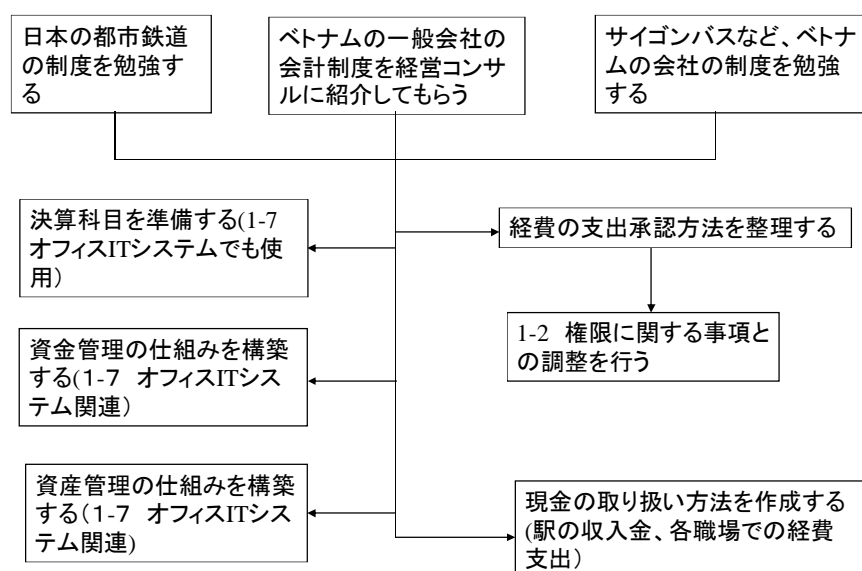 日本の都市鉄道
の制度を勉強す
る
ベトナムの一般会社の
会計制度を経営コンサ
ルに紹介してもらう
サイゴンバスなど、ベトナ
ムの会社の制度を勉強
する
決算科目を準備する(1-7
オフィスITシステムでも使
用)
経費の支出承認方法を整理する
1-2 権限に関する事項と
の調整を行う
資金管理の仕組みを構築
する(1-7 オフィスITシス
テム関連)
資産管理の仕組みを構築
する(1-7 オフィスITシス
テム関連)
現金の取り扱い方法を作成する
(駅の収入金、各職場での経費
支出)